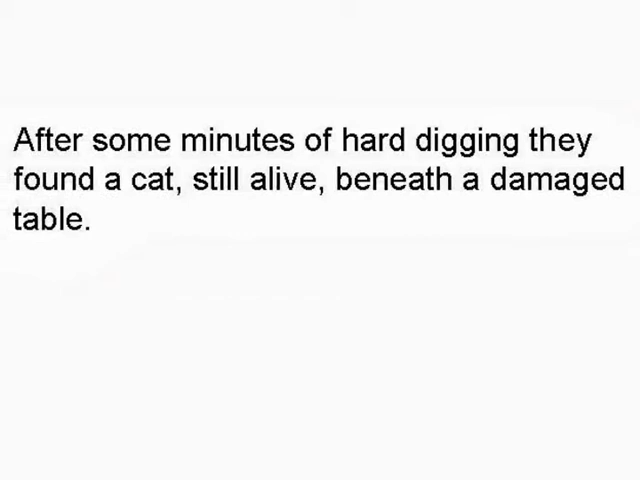 After some minutes of hard digging they
found a cat, still alive, beneath a damaged
table.